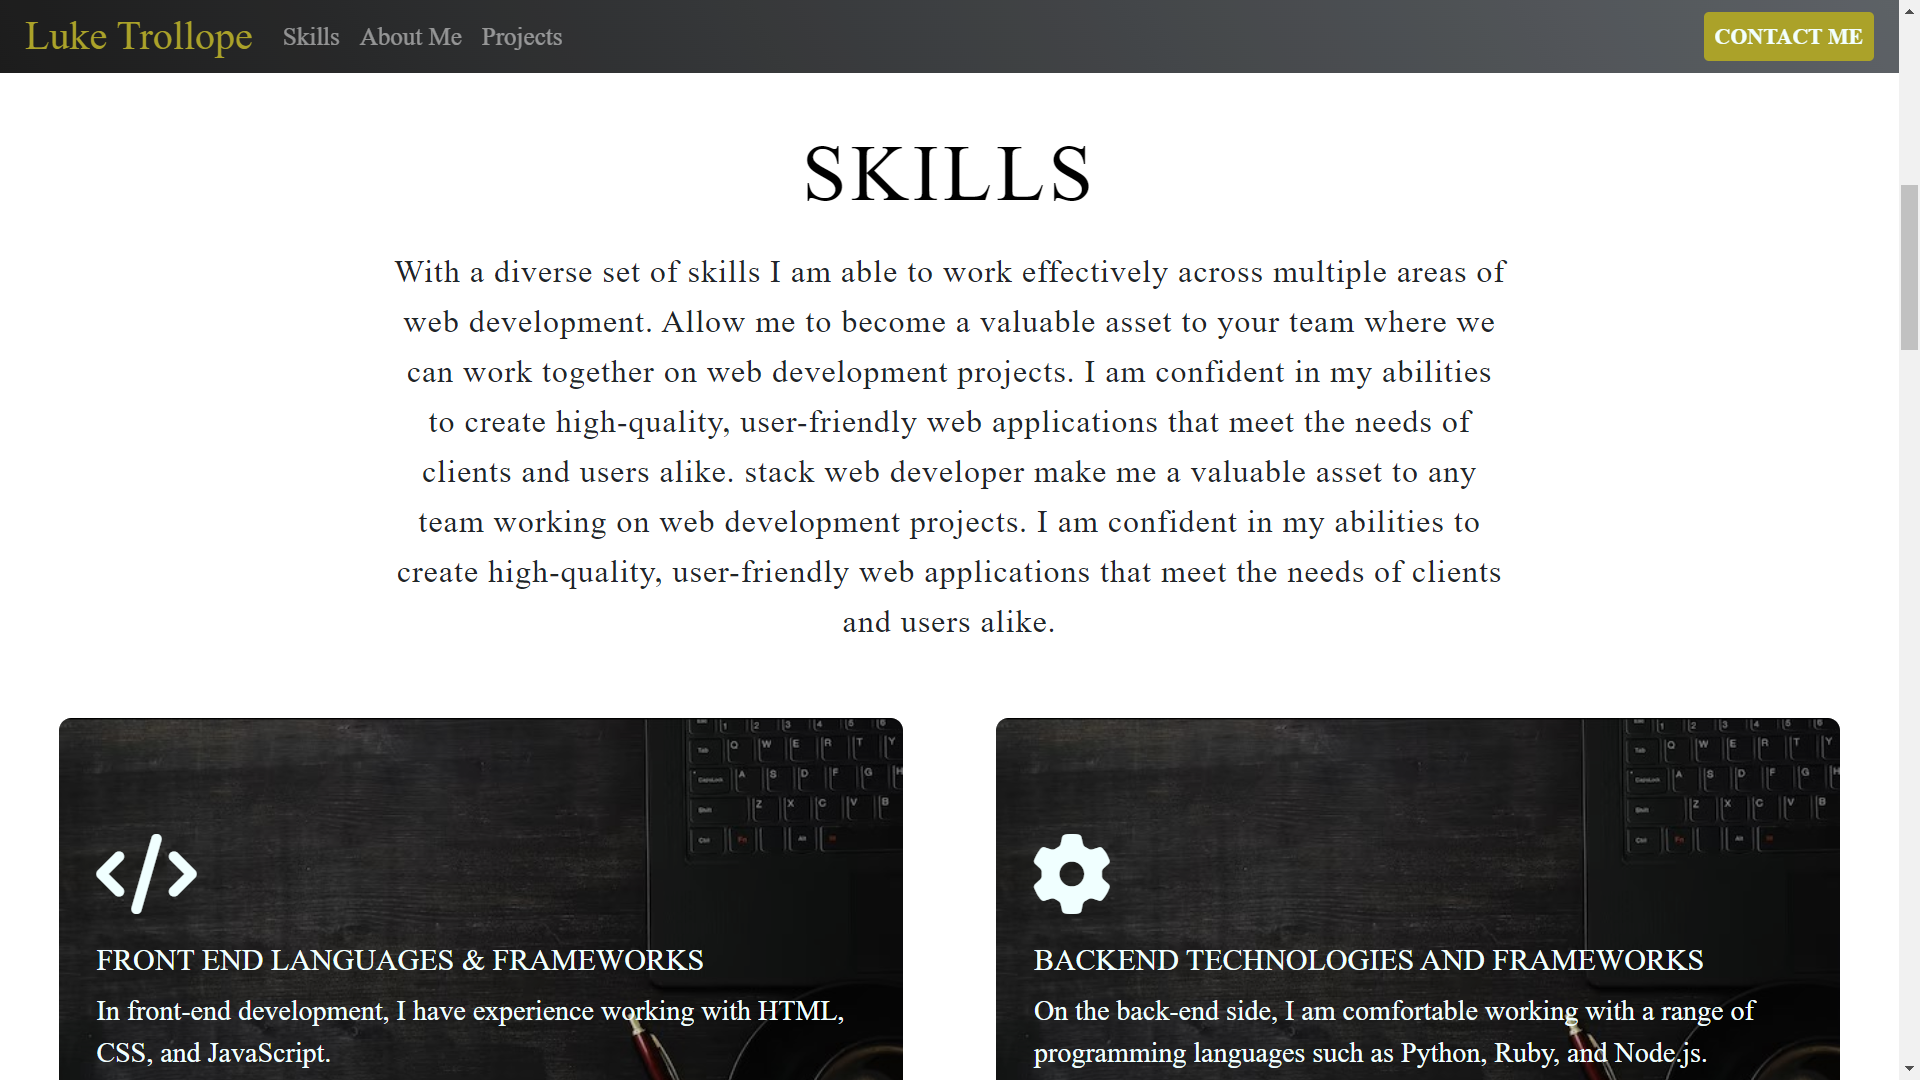 Luke Trollope Skills About Me Projects CONTACT ME
SKILLS
With a diverse set of skills I am able to work effectively across multiple areas of
web development. Allow me to become a valuable asset to your team where we
can work together on web development projects. I am confident in my abilities
to create high-quality, user-friendly web applications that meet the needs of
clients and users alike. stack web developer make me a valuable asset to any
team working on web development projects. I am confident in my abilities to
create high-quality, user-friendly web applications that meet the needs of clients
and users alike.
FRONT END LANGUAGES & FRAMEWORKS
In front-end development, I have experience working with HTML,
CSS, and JavaScript.
BACKEND TECHNOLOGIES AND FRAMEWORKS
On the back-end side, I am comfortable working with a range of
programming languages such as Python, Ruby, and Node.js.